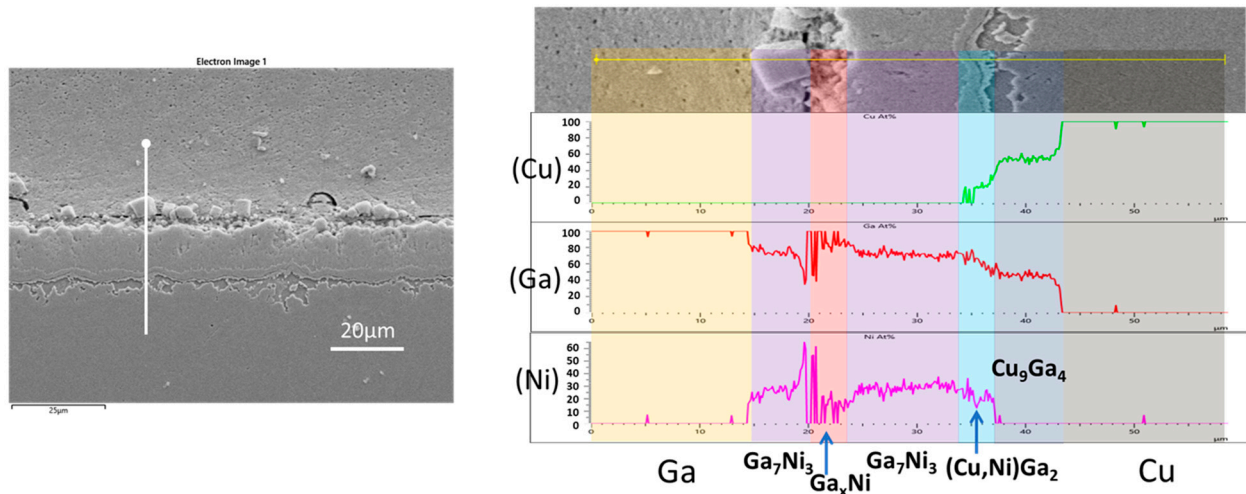 Electron Image 1
20μm
25μm
Cu At%
(Cu)
100
80
60
40
20
0
0
10
20
30
40
50
μm
Ga At%
(Ga)
100
80
60
40
20
0
0
10
20
30
40
50
μm
Ni At%
(Ni)
60
50
40
30
20
10
0
Cu₉Ga₄
0
10
20
30
40
50
μm
Ga
Ga₇Ni₃
GaₓNi
Ga₇Ni₃
(Cu,Ni)Ga₂
Cu